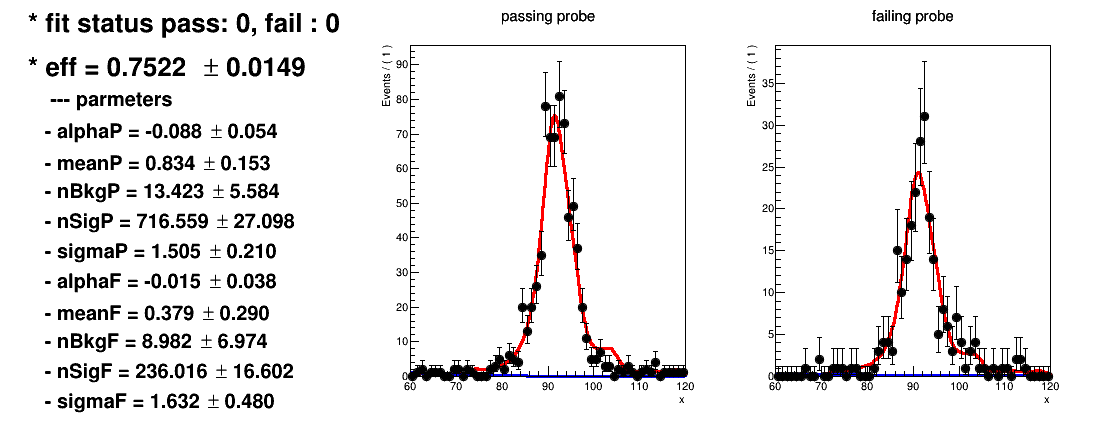 * fit status pass: 0, fail : 0
* eff = 0.7522 ± 0.0149
--- parmeters
- alphaP = -0.088 ± 0.054
- meanP = 0.834 ± 0.153
- nBkgP = 13.423 ± 5.584
- nSigP = 716.559 ± 27.098
- sigmaP = 1.505 ± 0.210
- alphaF = -0.015 ± 0.038
- meanF = 0.379 ± 0.290
- nBkgF = 8.982 ± 6.974
- nSigF = 236.016 ± 16.602
- sigmaF = 1.632 ± 0.480
passing probe
Events / ( 1 )
90
80
70
60
50
40
30
20
10
0
60 70 80 90 100 110 120
x
failing probe
Events / ( 1 )
35
30
25
20
15
10
5
0
60 70 80 90 100 110 120
x